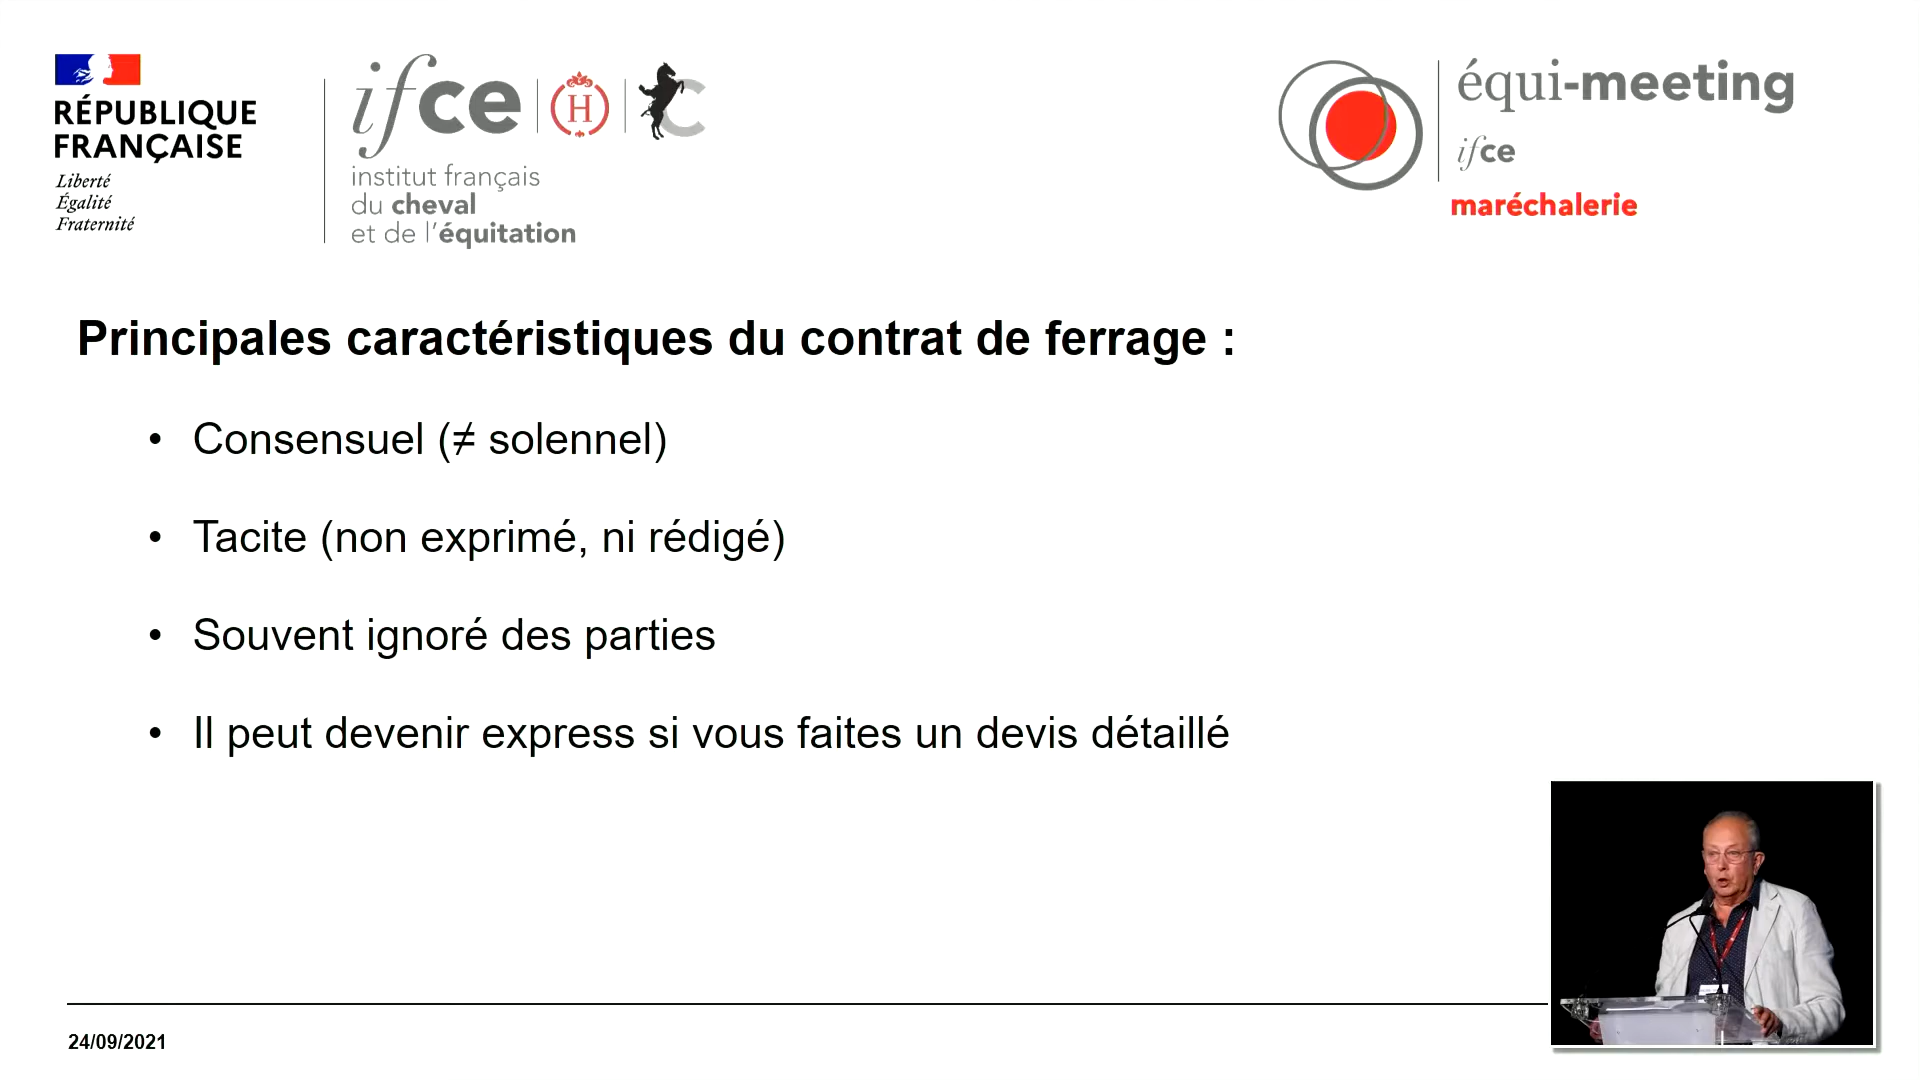 RÉPUBLIQUE
FRANÇAISE
Liberté
Égalité
Fraternité
ifce
H
C
institut français
du cheval
et de l'équitation
équi-meeting
ifce
maréchalerie
Principales caractéristiques du contrat de ferrage :
• Consensuel (≠ solennel)
• Tacite (non exprimé, ni rédigé)
• Souvent ignoré des parties
• Il peut devenir express si vous faites un devis détaillé
24/09/2021